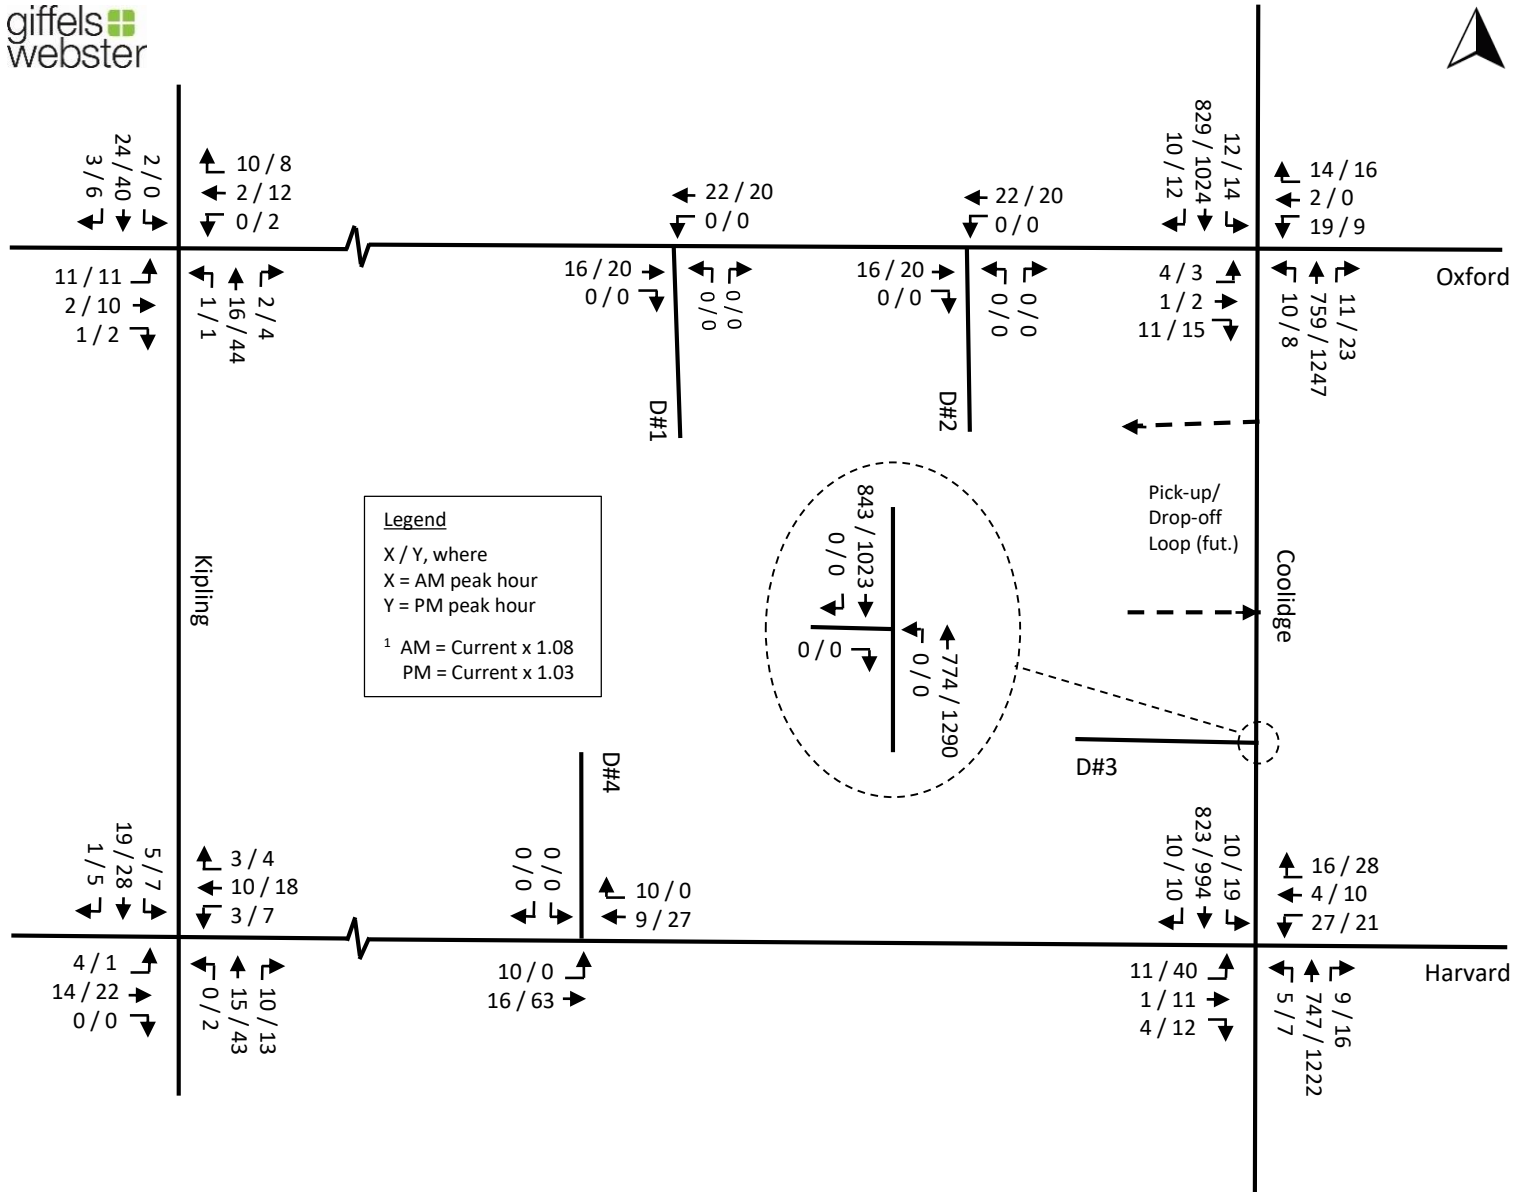 giffels
webster
3 / 6
24 / 40
2 / 0
10 / 8
2 / 12
0 / 2
11 / 11
2 / 10
1 / 2
1 / 1
16 / 44
2 / 4
22 / 20
0 / 0
16 / 20
0 / 0
0 / 0
0 / 0
D#1
22 / 20
0 / 0
16 / 20
0 / 0
0 / 0
0 / 0
D#2
10 / 12
829 / 1024
12 / 14
14 / 16
2 / 0
19 / 9
4 / 3
1 / 2
11 / 15
10 / 8
759 / 1247
11 / 23
Oxford
Kipling
Legend
X / Y, where
X = AM peak hour
Y = PM peak hour
1 AM = Current x 1.08
PM = Current x 1.03
843 / 1023
0 / 0
0 / 0
0 / 0
774 / 1290
Pick-up/
Drop-off
Loop (fut.)
Coolidge
D#3
1 / 5
19 / 28
5 / 7
3 / 4
10 / 18
3 / 7
4 / 1
14 / 22
0 / 0
0 / 2
15 / 43
10 / 13
D#4
0 / 0
0 / 0
10 / 0
9 / 27
10 / 0
16 / 63
10 / 10
823 / 994
10 / 19
16 / 28
4 / 10
27 / 21
11 / 40
1 / 11
4 / 12
5 / 7
747 / 1222
9 / 16
Harvard